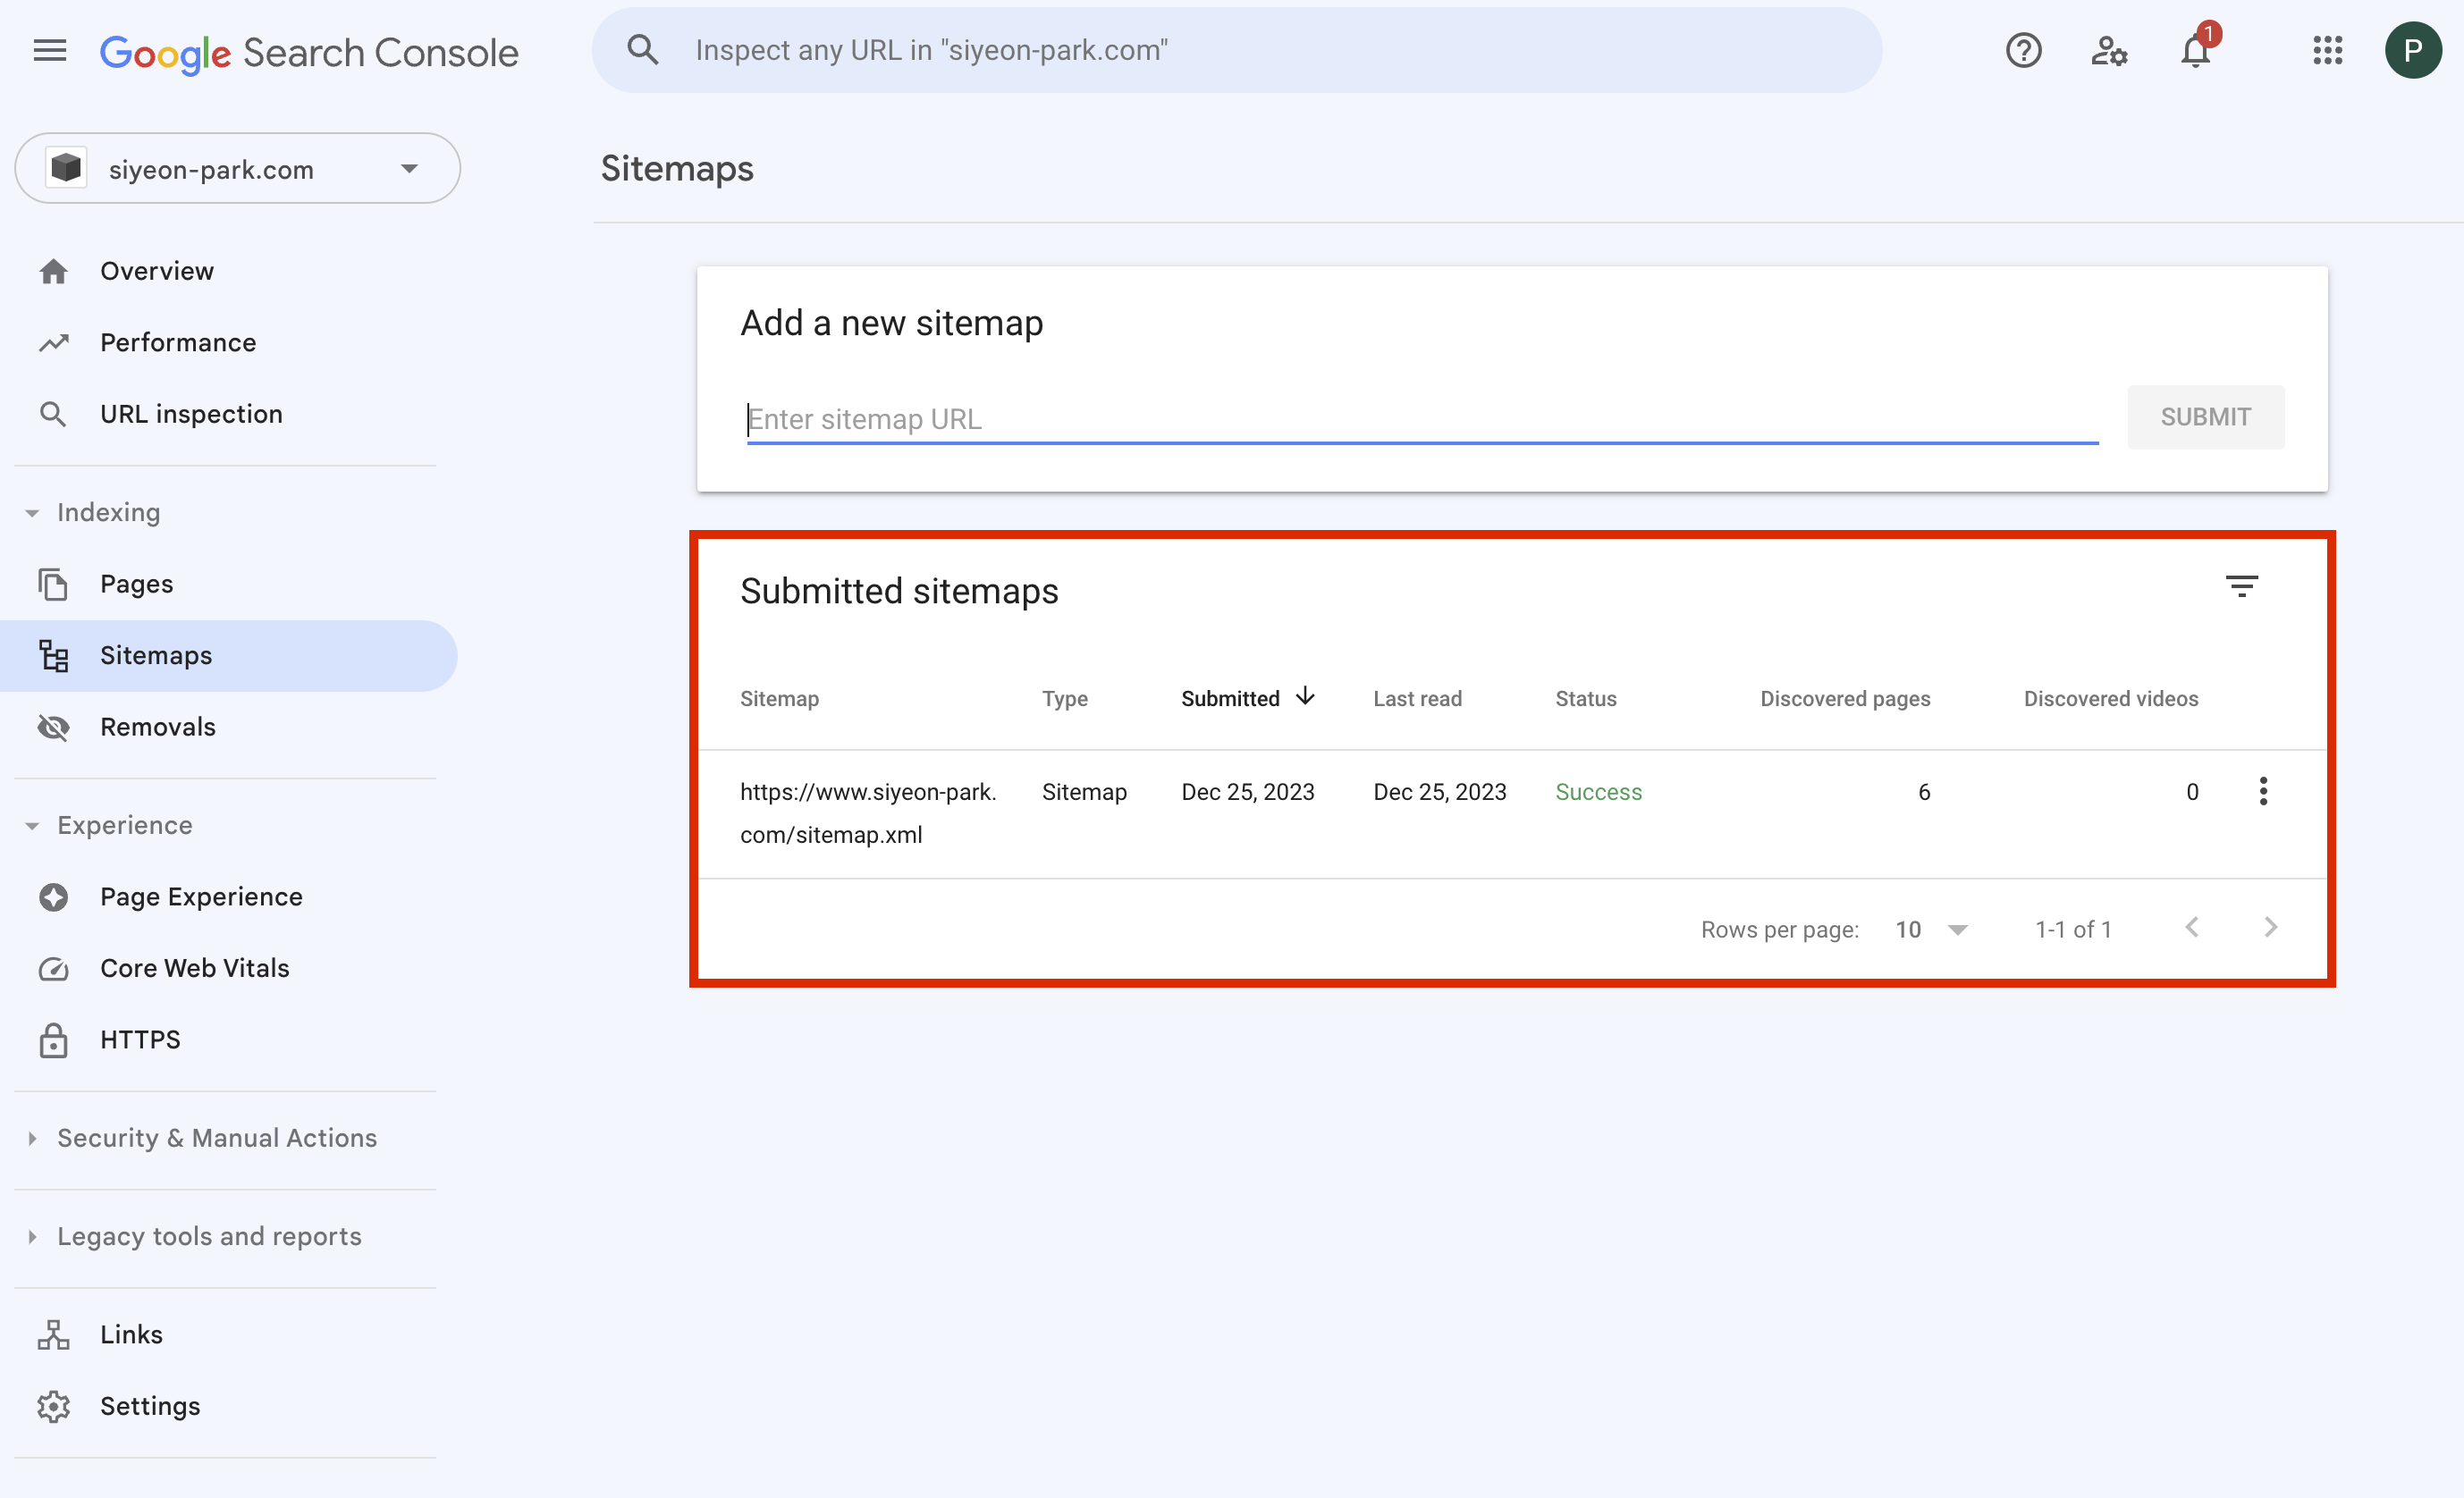 Google Search Console
Inspect any URL in "siyeon-park.com"
1
P
siyeon-park.com
Sitemaps
Overview
Performance
URL inspection
Indexing
Pages
Sitemaps
Removals
Experience
Page Experience
Core Web Vitals
HTTPS
Security & Manual Actions
Legacy tools and reports
Links
Settings
Add a new sitemap
Enter sitemap URL
SUBMIT
Submitted sitemaps
Sitemap Type Submitted Last read Status Discovered pages Discovered videos
https://www.siyeon-park. Sitemap Dec 25, 2023 Dec 25, 2023 Success 6 0
com/sitemap.xml
Rows per page: 10 1-1 of 1